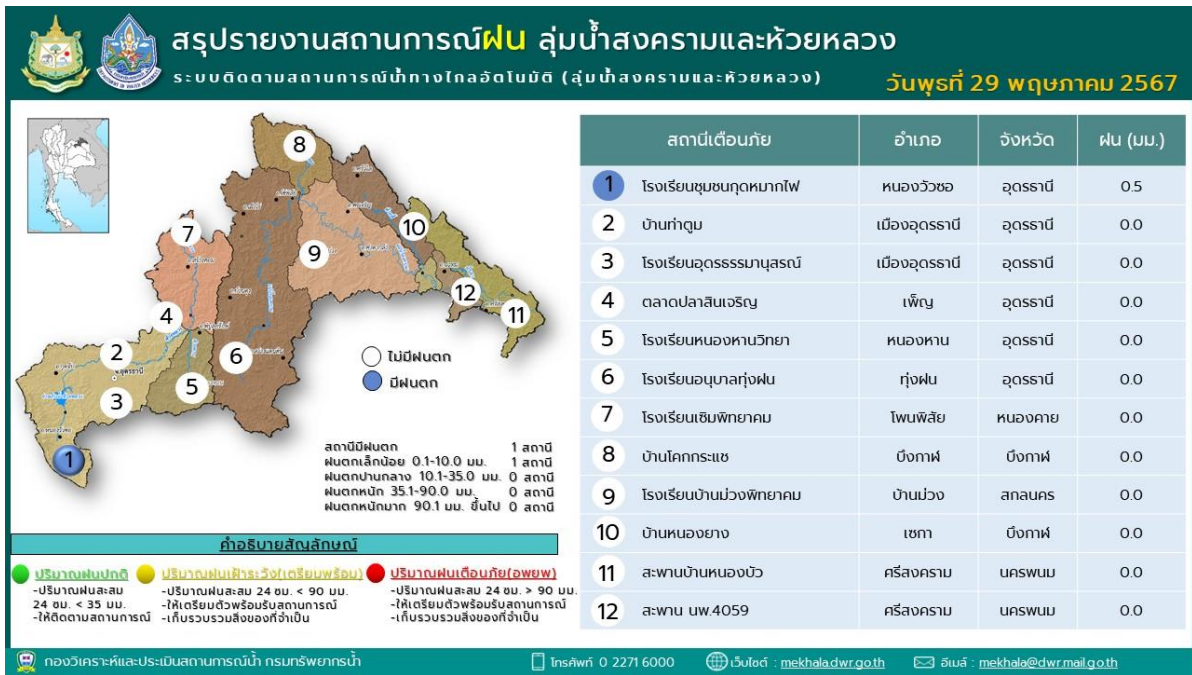 สรุปรายงานสถานการณ์ฝน ลุ่มน้ำสงครามและห้วยหลวง
ระบบติดตามสถานการณ์น้ำทางไกลอัตโนมัติ (ลุ่มน้ำสงครามและห้วยหลวง)
วันพุธที่ 29 พฤษภาคม 2567
8
7
10
9
12
11
4
2
6
5
3
1
ไม่มีฝนตก
มีฝนตก
สถานีมีฝนตก 1 สถานี
ฝนตกเล็กน้อย 0.1-10.0 มม. 1 สถานี
ฝนตกปานกลาง 10.1-35.0 มม. 0 สถานี
ฝนตกหนัก 35.1-90.0 มม. 0 สถานี
ฝนตกหนักมาก 90.1 มม. ขึ้นไป 0 สถานี
คำอธิบายสัญลักษณ์
ปริมาณฝนปกติ
-ปริมาณฝนสะสม
24 ชม. < 35 มม.
-ให้ติดตามสถานการณ์
ปริมาณฝนเฝ้าระวัง(เตรียมพร้อม)
-ปริมาณฝนสะสม 24 ชม. < 90 มม.
-ให้เตรียมตัวพร้อมรับสถานการณ์
-เก็บรวบรวมสิ่งของที่จำเป็น
ปริมาณฝนเตือนภัย(อพยพ)
-ปริมาณฝนสะสม 24 ชม. > 90 มม.
-ให้เตรียมตัวพร้อมรับสถานการณ์
-เก็บรวบรวมสิ่งของที่จำเป็น
สถานีเตือนภัย อำเภอ จังหวัด ฝน (มม.)
1 โรงเรียนชุมชนกุดหมากไฟ หนองวัวซอ อุดรธานี 0.5
2 บ้านท่าตูม เมืองอุดรธานี อุดรธานี 0.0
3 โรงเรียนอุดรธรรมานุสรณ์ เมืองอุดรธานี อุดรธานี 0.0
4 ตลาดปลาสินเจริญ เพ็ญ อุดรธานี 0.0
5 โรงเรียนหนองหานวิทยา หนองหาน อุดรธานี 0.0
6 โรงเรียนอนุบาลทุ่งฝน ทุ่งฝน อุดรธานี 0.0
7 โรงเรียนเซิมพิทยาคม โพนพิสัย หนองคาย 0.0
8 บ้านโคกกระแซ บึงกาฬ บึงกาฬ 0.0
9 โรงเรียนบ้านม่วงพิทยาคม บ้านม่วง สกลนคร 0.0
10 บ้านหนองยาง เซกา บึงกาฬ 0.0
11 สะพานบ้านหนองบัว ศรีสงคราม นครพนม 0.0
12 สะพาน นพ.4059 ศรีสงคราม นครพนม 0.0
กองวิเคราะห์และประเมินสถานการณ์น้ำ กรมทรัพยากรน้ำ
โทรศัพท์ 0 2271 6000
เว็บไซต์ : mekhala.dwr.go.th
อีเมล์ : mekhala@dwr.mail.go.th